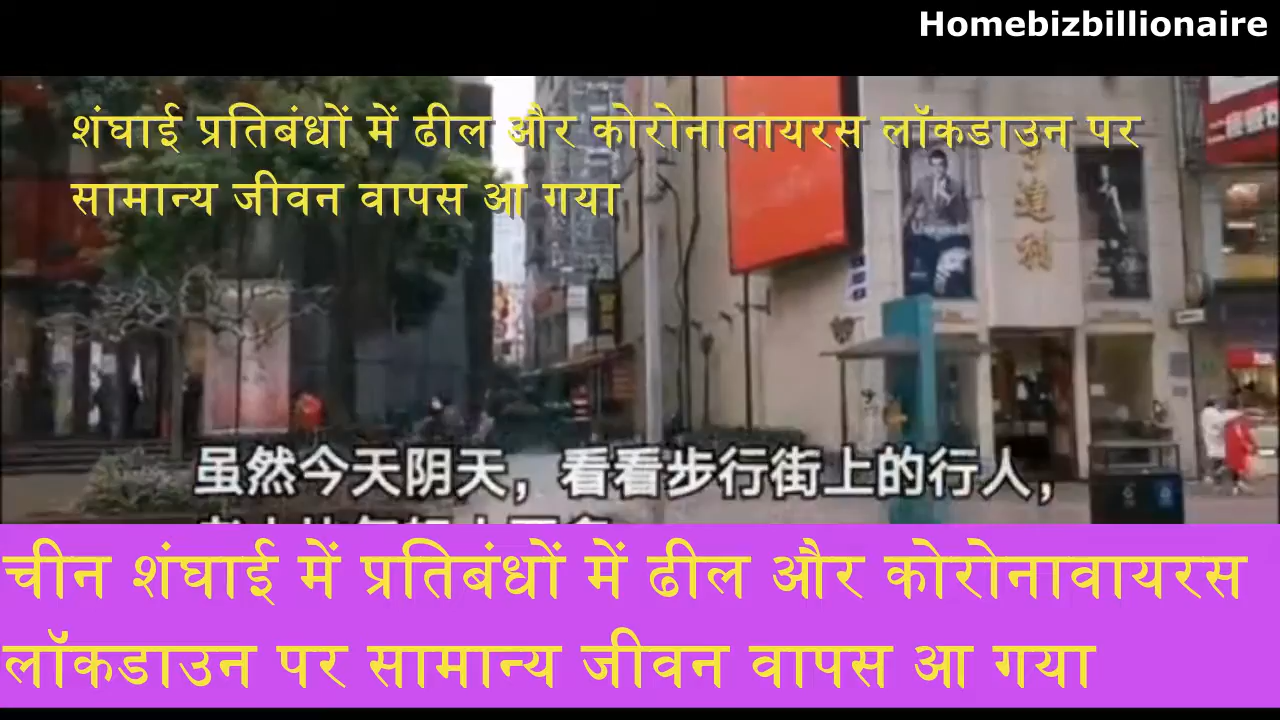 Homebizbillionaire
शंघाई प्रतिबंधों में ढील और कोरोनावायरस लॉकडाउन पर
सामान्य जीवन वापस आ गया
虽然今天阴天，看看步行街上的行人，
चीन शंघाई में प्रतिबंधों में ढील और कोरोनावायरस
लॉकडाउन पर सामान्य जीवन वापस आ गया